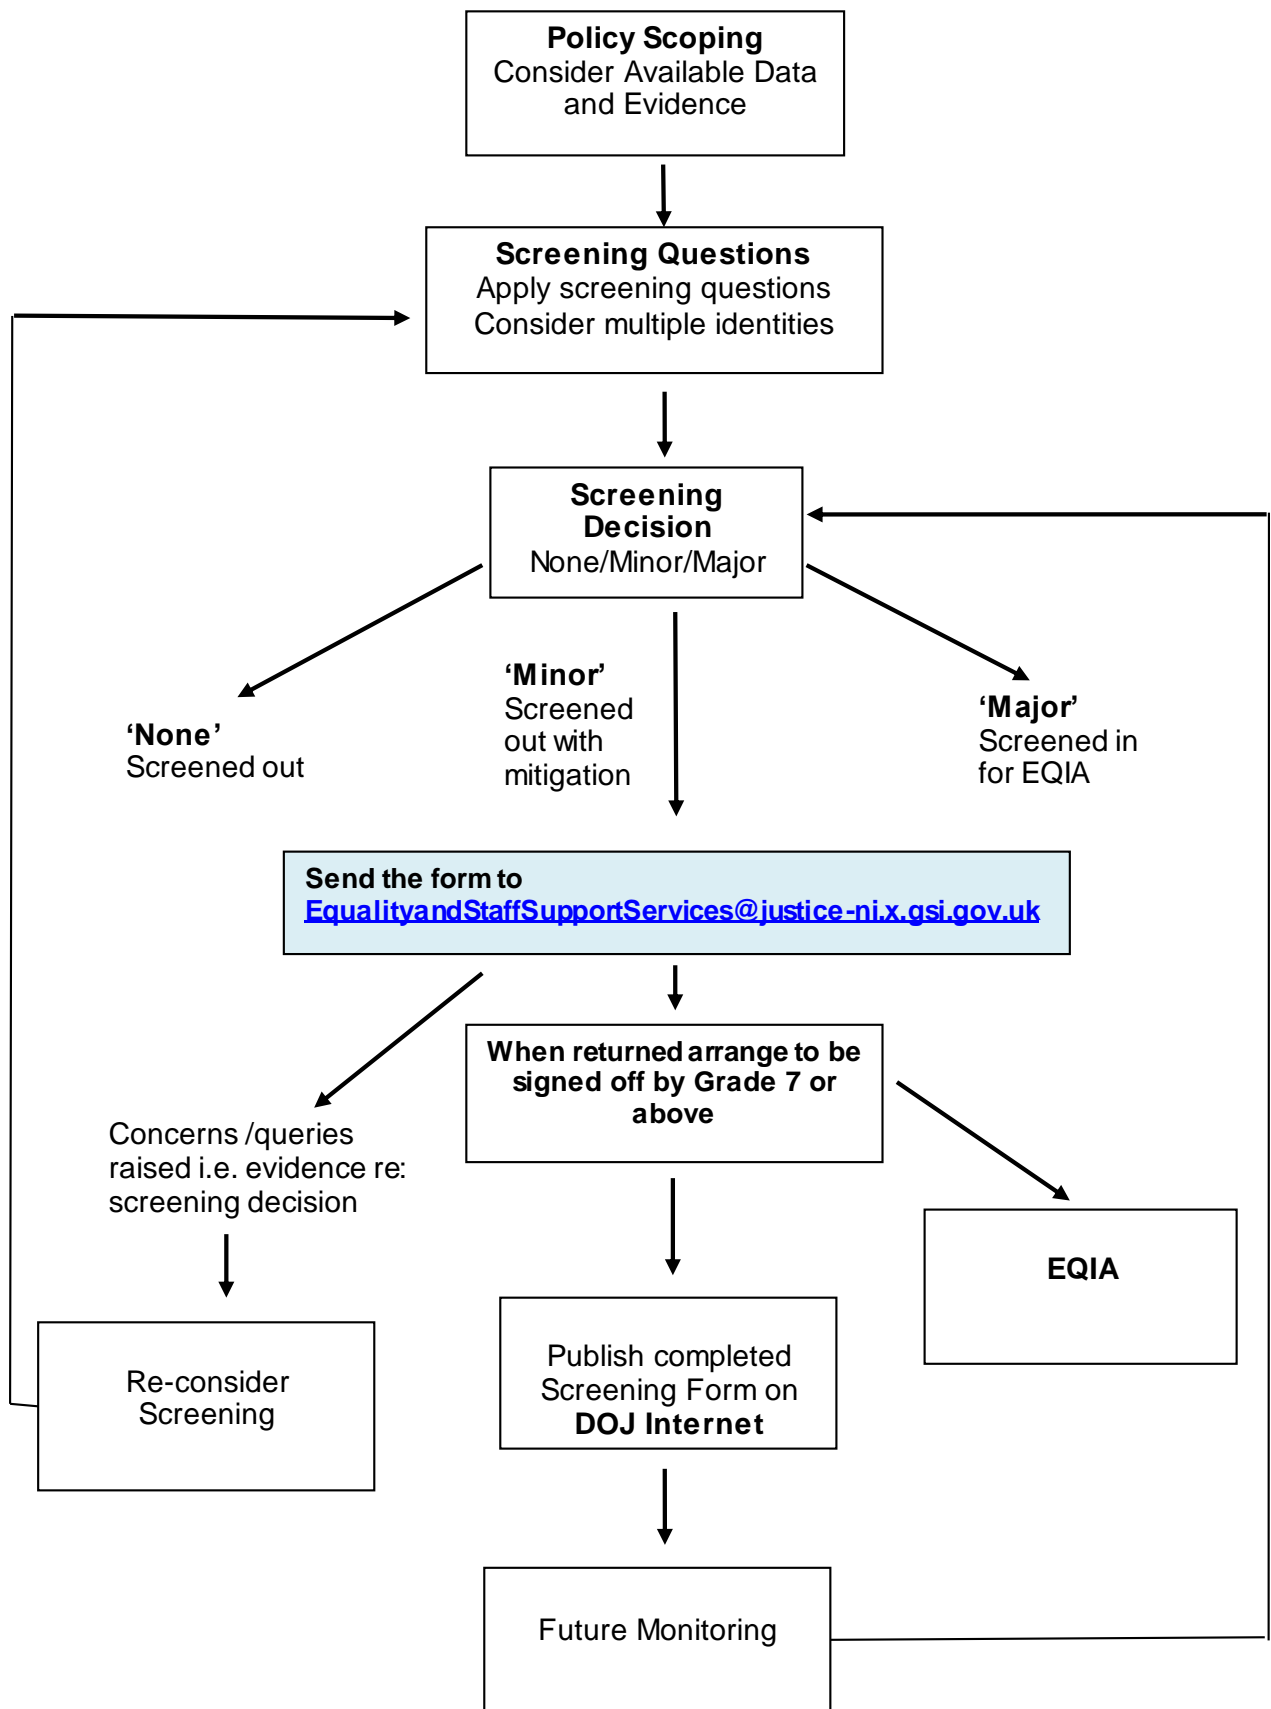 Policy Scoping
Consider Available Data
and Evidence
Screening Questions
Apply screening questions
Consider multiple identities
Screening
Decision
None/Minor/Major
‘None’
Screened out
‘Minor’
Screened
out with
mitigation
‘Major’
Screened in
for EQIA
Send the form to
EqualityandStaffSupportServices@justice-ni.x.gsi.gov.uk
Concerns /queries
raised i.e. evidence re:
screening decision
When returned arrange to be
signed off by Grade 7 or
above
EQIA
Re-consider
Screening
Publish completed
Screening Form on
DOJ Internet
Future Monitoring